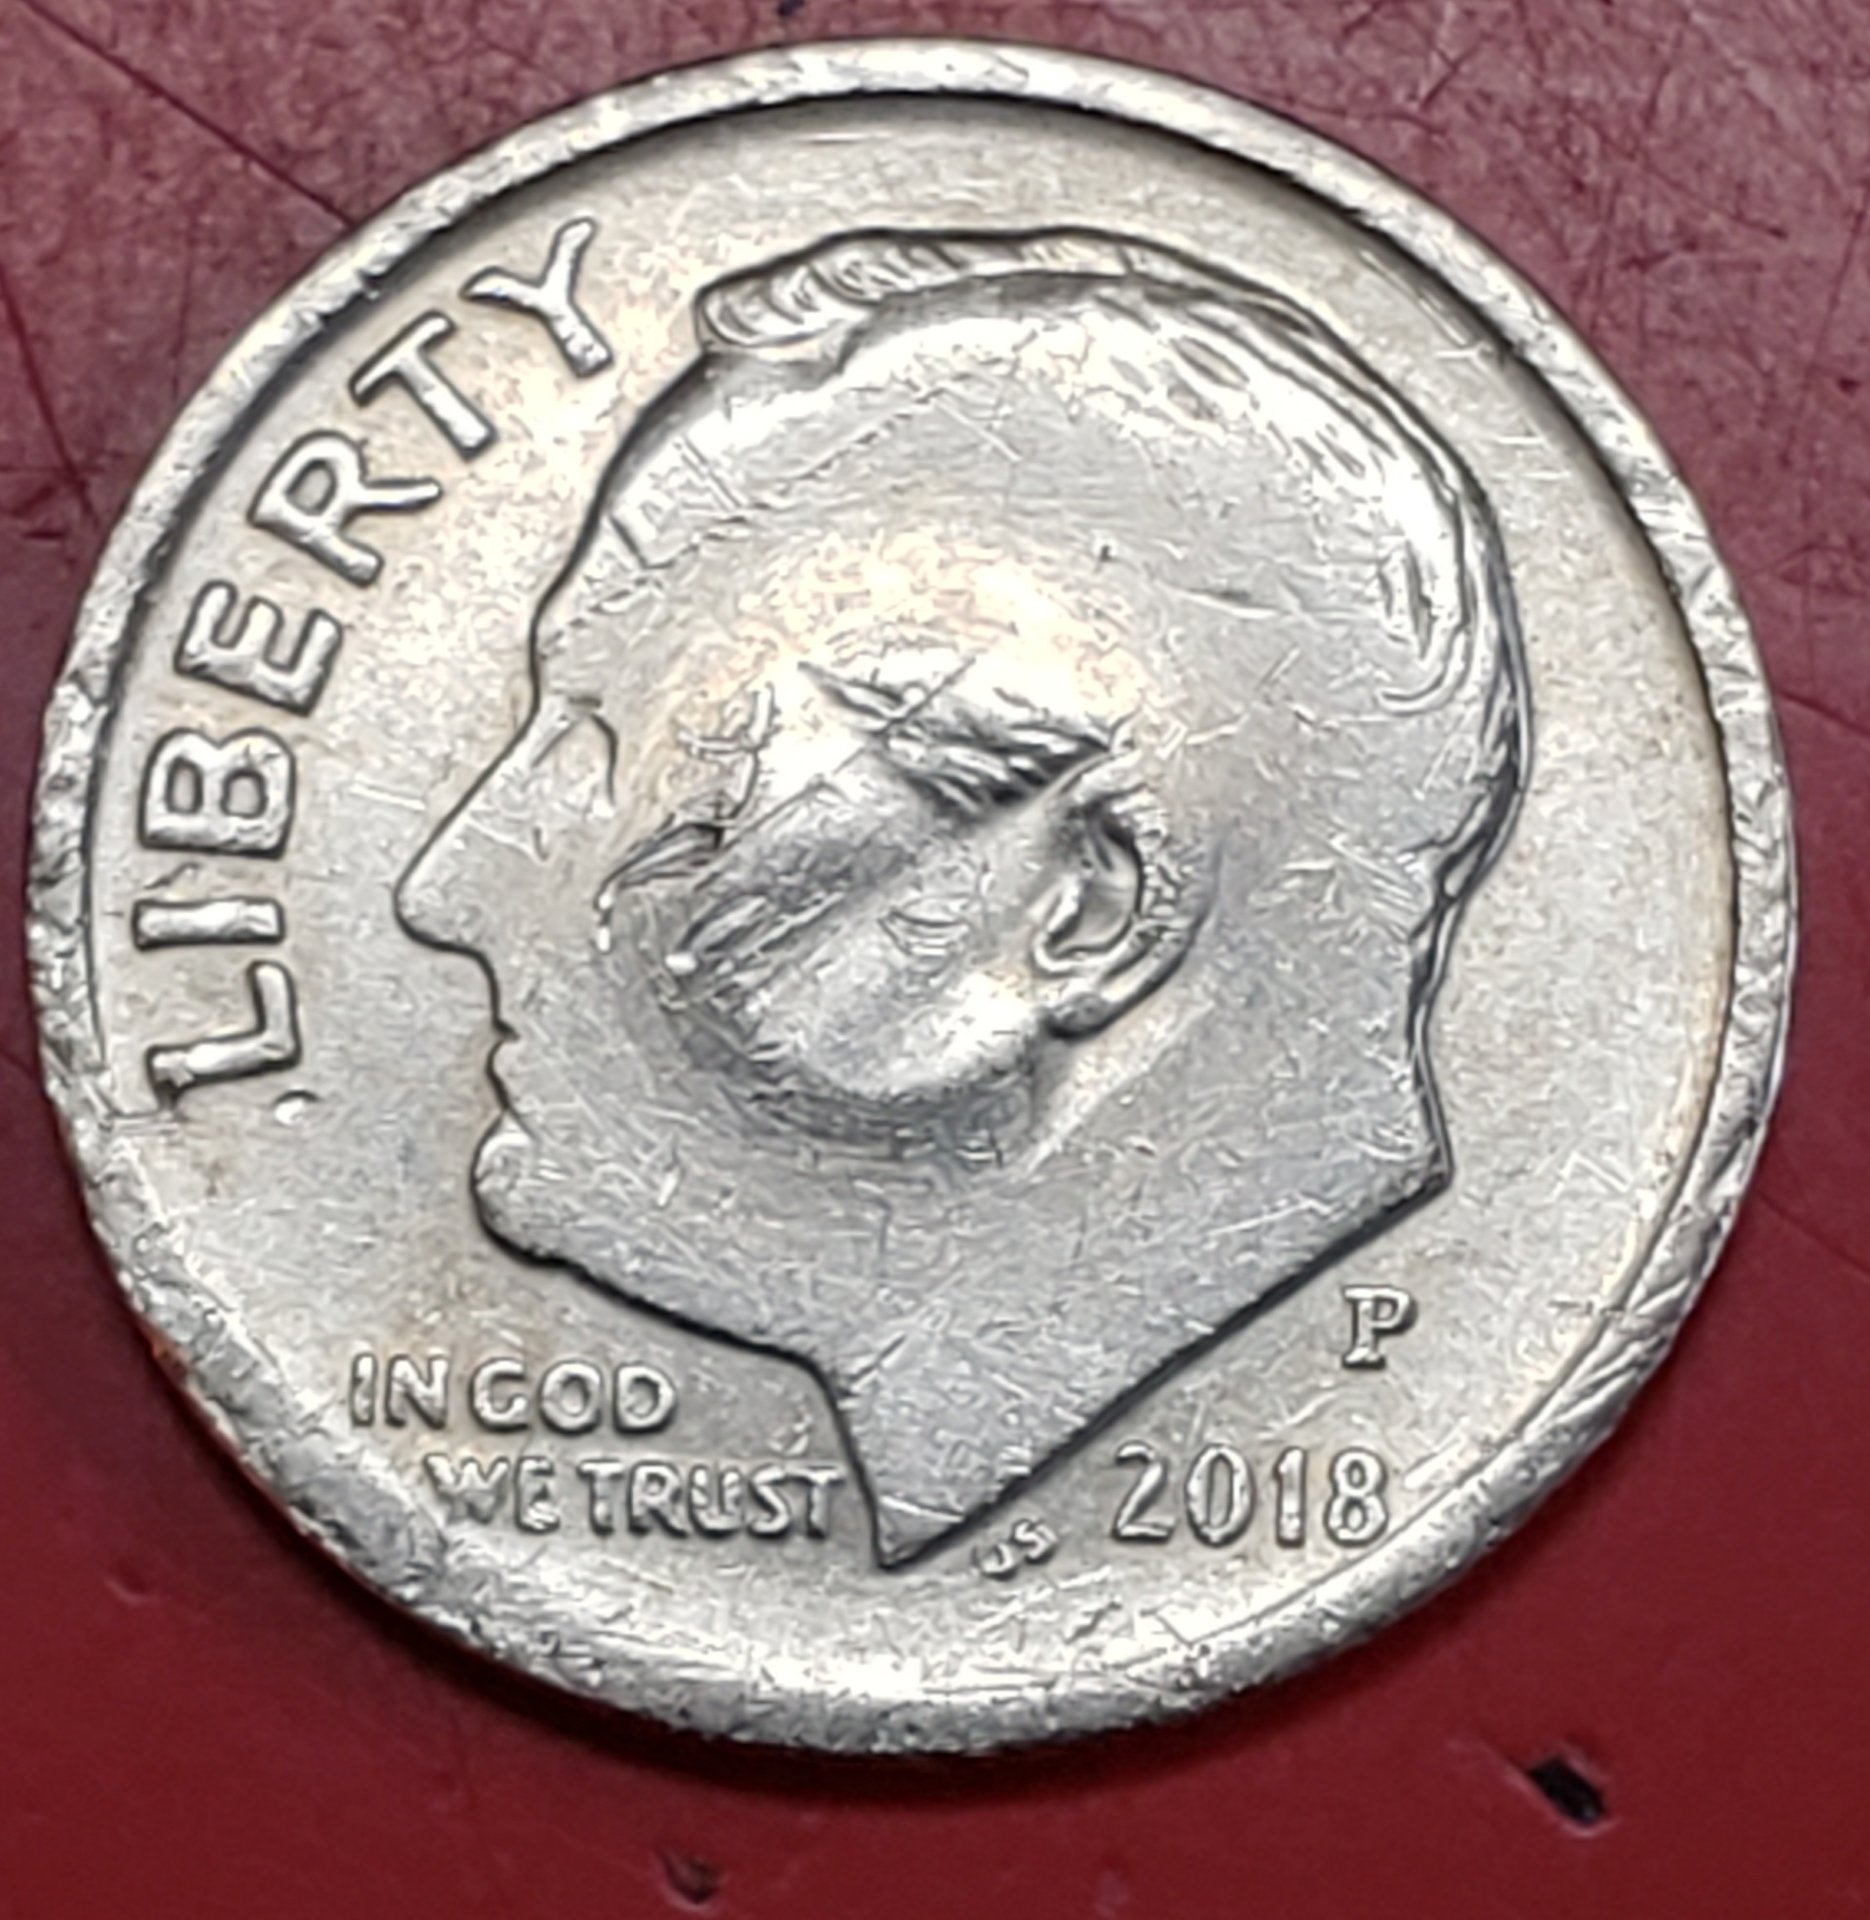 LIBERTY
IN GOD
WE TRUST
JS
P
2018